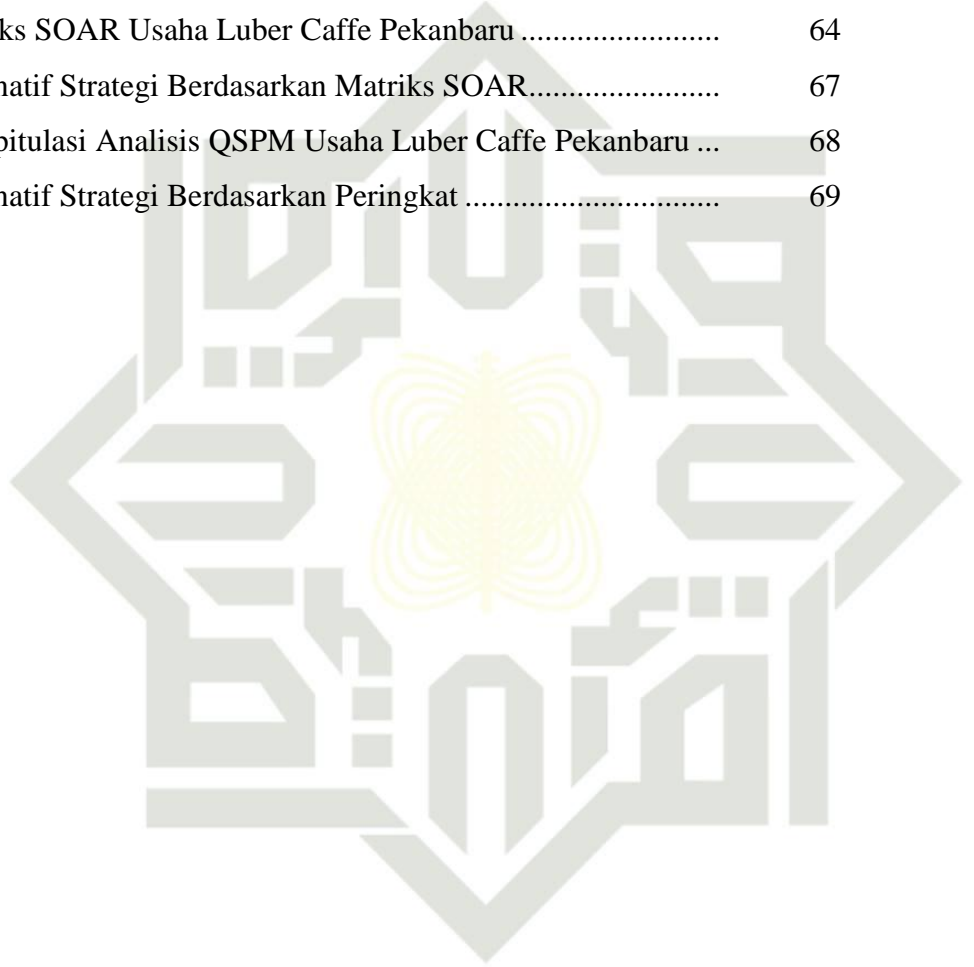 ks SOAR Usaha Luber Caffe Pekanbaru ......................... 64
natif Strategi Berdasarkan Matriks SOAR........................ 67
pitulasi Analisis QSPM Usaha Luber Caffe Pekanbaru ... 68
natif Strategi Berdasarkan Peringkat ................................ 69